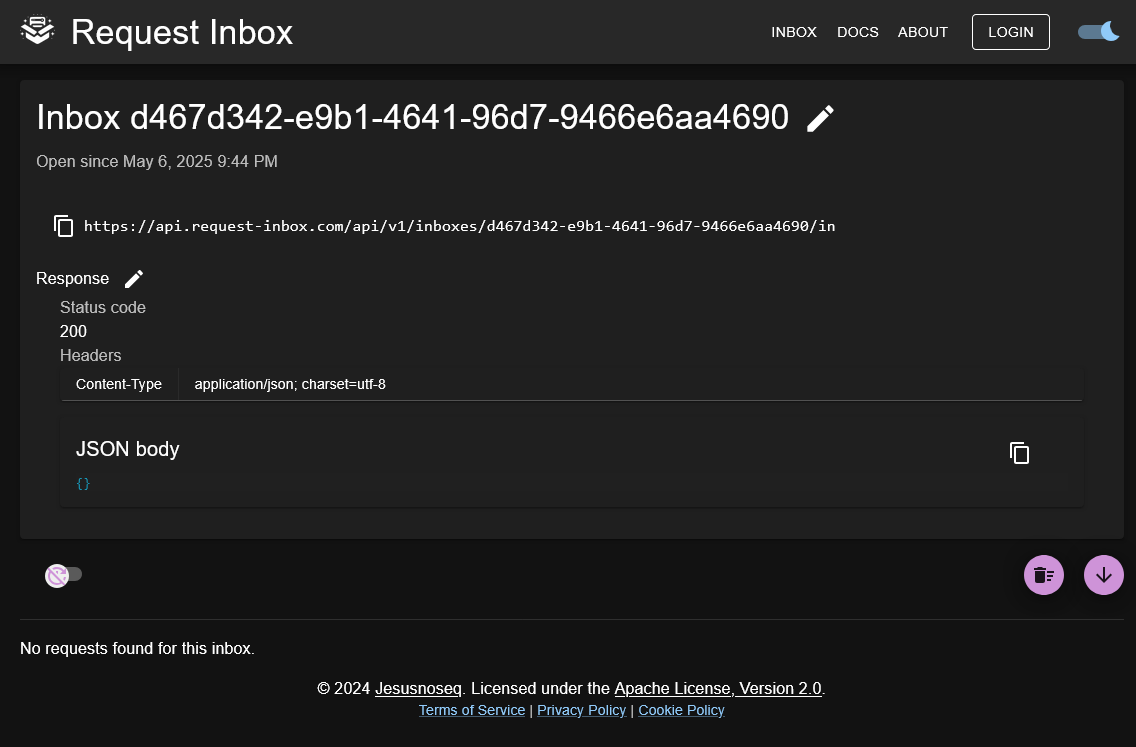 Request Inbox
INBOX DOCS ABOUT LOGIN
Inbox d467d342-e9b1-4641-96d7-9466e6aa4690
Open since May 6, 2025 9:44 PM
https://api.request-inbox.com/api/v1/inboxes/d467d342-e9b1-4641-96d7-9466e6aa4690/in
Response
Status code
200
Headers
Content-Type application/json; charset=utf-8
JSON body
{}
No requests found for this inbox.
© 2024 Jesusnoseq. Licensed under the Apache License, Version 2.0.
Terms of Service | Privacy Policy | Cookie Policy